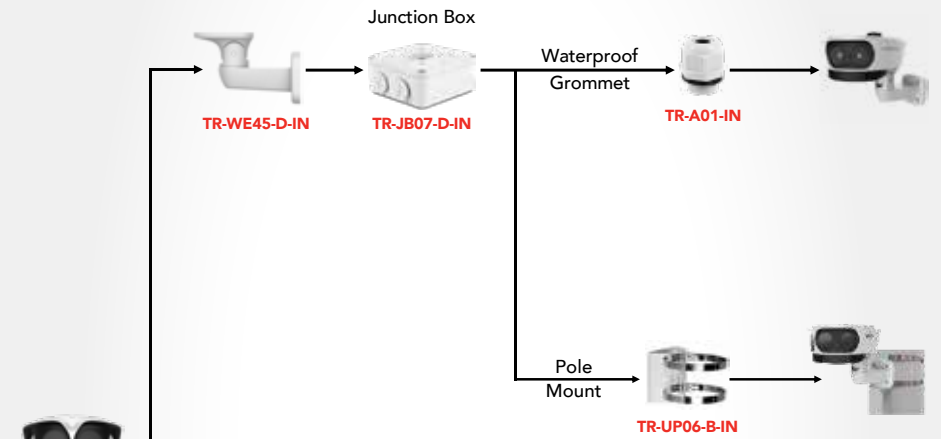 Junction Box
Waterproof
Grommet
TR-WE45-D-IN
TR-JB07-D-IN
TR-A01-IN
Pole
Mount
TR-UP06-B-IN